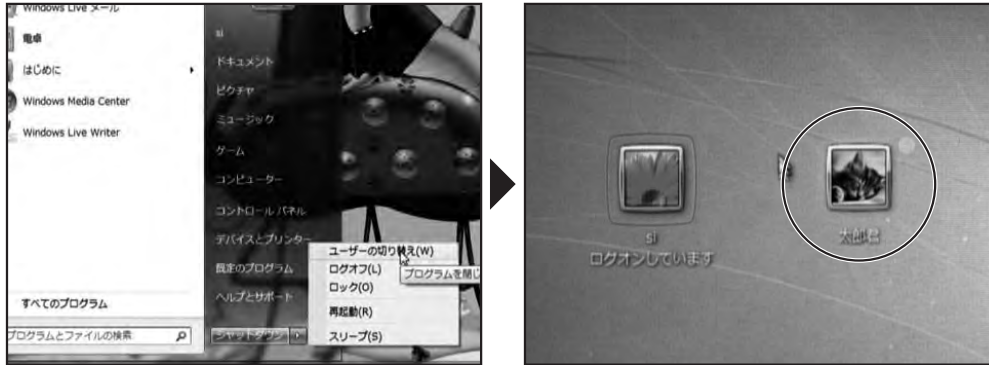 Windows Live メール
電卓
はじめに
Windows Media Center
Windows Live Writer
すべてのプログラム
プログラムとファイルの検索
si
ドキュメント
ピクチャ
ミュージック
ゲーム
コンピューター
コントロール パネル
デバイスとプリンター
既定のプログラム
ヘルプとサポート
シャットダウン
ユーザーの切り替え(W)
ログオフ(L)
プログラムを閉じ
ロック(O)
再起動(R)
スリープ(S)
si
ログオンしています
太郎君